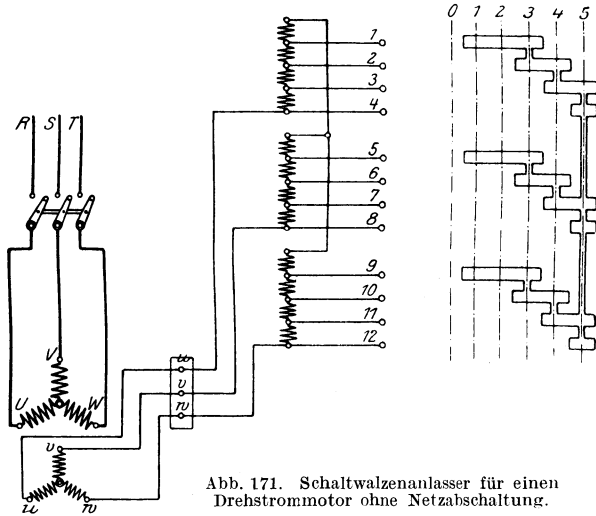 0 1 2 3 4 5
1
2
3
4
R S T
5
6
7
8
9
10
11
12
V
U W
u
v
w
v
u w
Abb. 171. Schaltwalzenanlasser für einen
Drehstrommotor ohne Netzabschaltung.